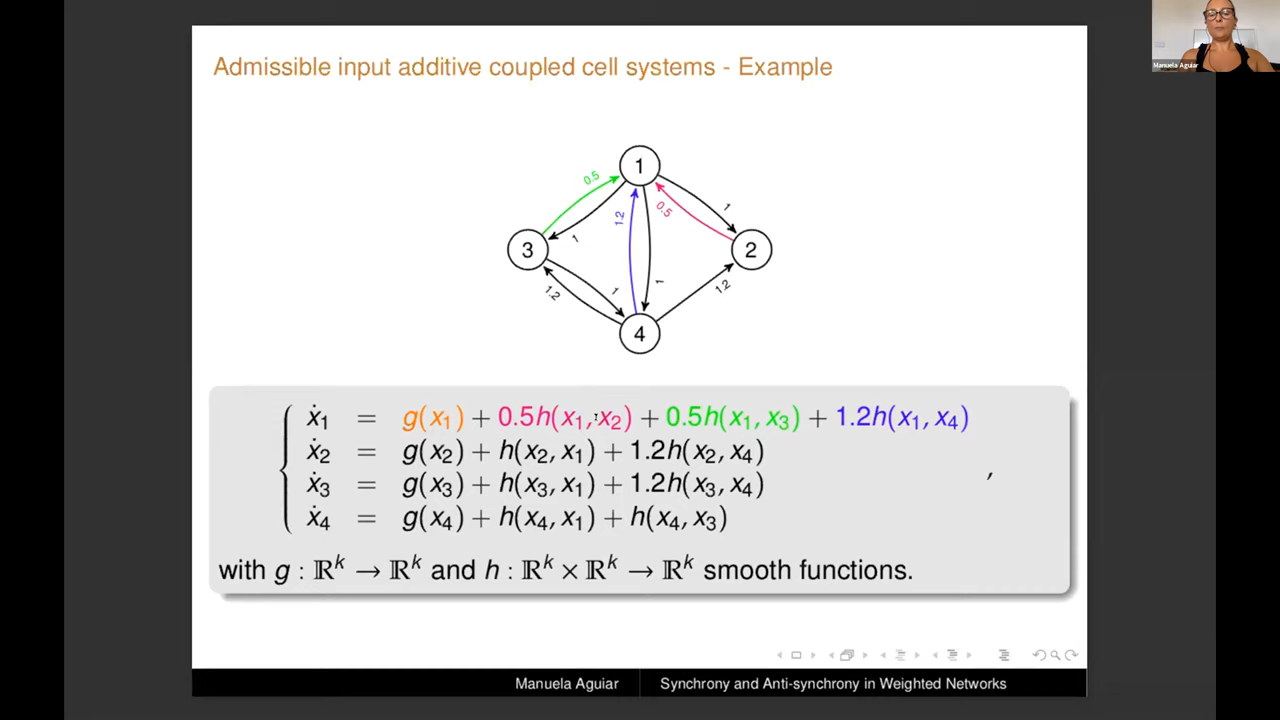 Manuela Aguiar
Admissible input additive coupled cell systems - Example
1
0.5
1.2
0.5
1
3
1
2
1
1.2
1
1.2
4
ẋ₁ = g(x₁) + 0.5h(x₁, x₂) + 0.5h(x₁, x₃) + 1.2h(x₁, x₄)
ẋ₂ = g(x₂) + h(x₂, x₁) + 1.2h(x₂, x₄)
ẋ₃ = g(x₃) + h(x₃, x₁) + 1.2h(x₃, x₄) ,
ẋ₄ = g(x₄) + h(x₄, x₁) + h(x₄, x₃)
with g : ℝᵏ → ℝᵏ and h : ℝᵏ × ℝᵏ → ℝᵏ smooth functions.
Manuela Aguiar Synchrony and Anti-synchrony in Weighted Networks